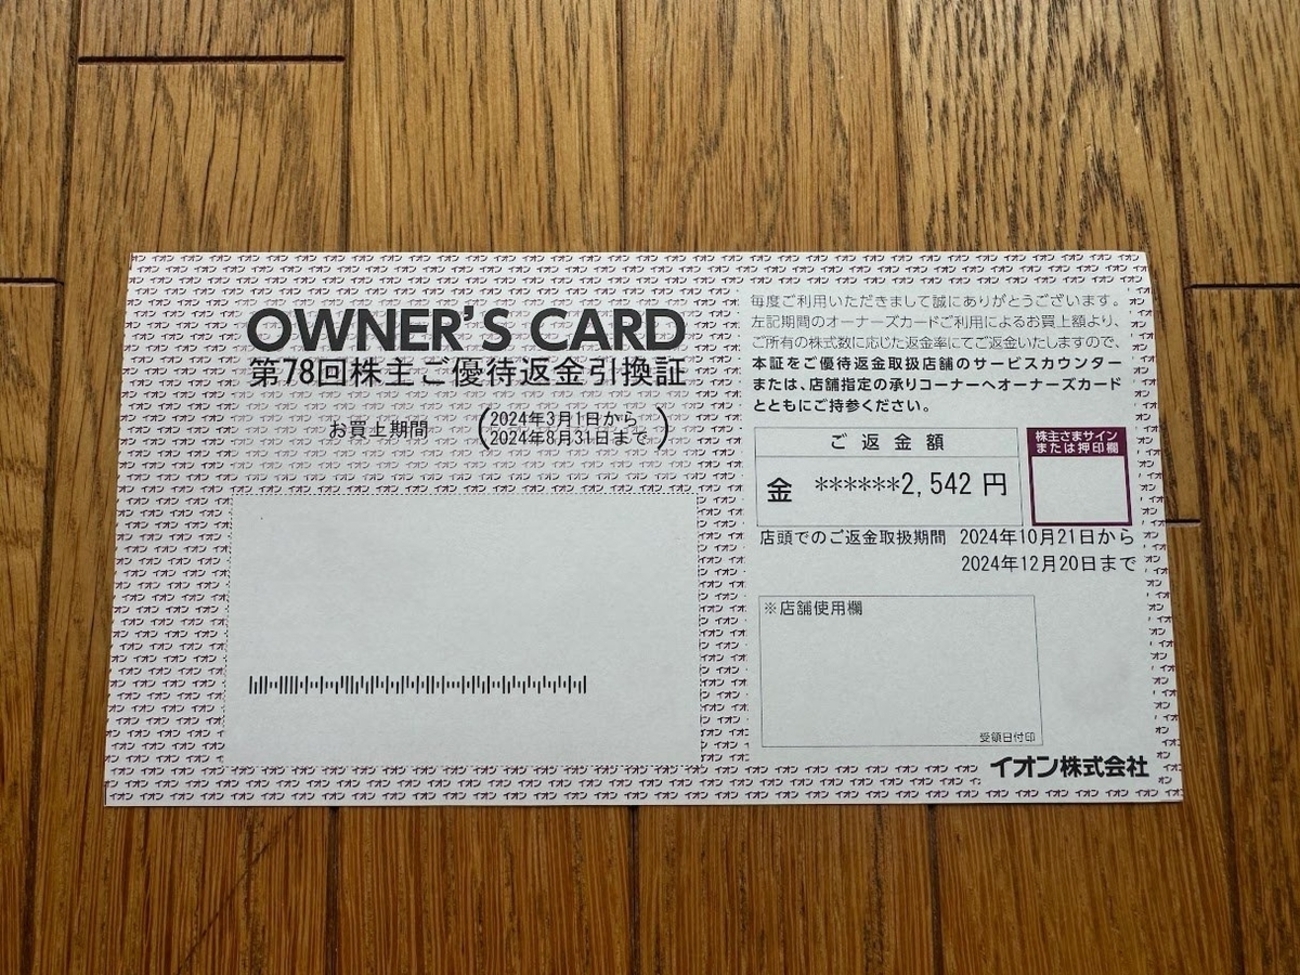 OWNER'S CARD
第78回株主ご優待返金引換証
お買上期間
(2024年3月1日から
2024年8月31日まで)
毎度ご利用いただきまして誠にありがとうございます。
左記期間のオーナーズカードご利用によるお買上額より、
ご所有の株式数に応じた返金率にてご返金いたしますので、
本証をご優待返金取扱店舗のサービスカウンター
または、店舗指定の承りコーナーへオーナーズカード
とともにご持参ください。
ご返金額
金 ******2,542 円
株主さまサイン
または押印欄
店頭でのご返金取扱期間 2024年10月21日から
2024年12月20日まで
※店舗使用欄
受領日付印
イオン株式会社